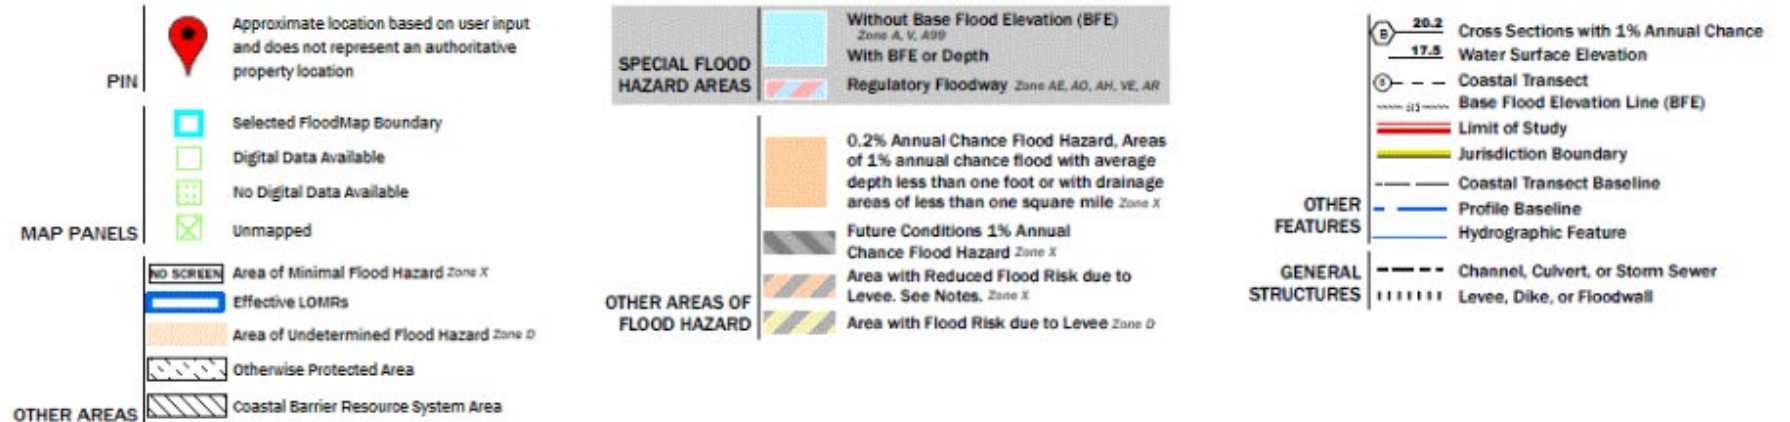 PIN
Approximate location based on user input
and does not represent an authoritative
property location
MAP PANELS
Selected FloodMap Boundary
Digital Data Available
No Digital Data Available
Unmapped
OTHER AREAS
NO SCREEN Area of Minimal Flood Hazard Zone X
Effective LOMRs
Area of Undetermined Flood Hazard Zone D
Otherwise Protected Area
Coastal Barrier Resource System Area
SPECIAL FLOOD
HAZARD AREAS
Without Base Flood Elevation (BFE)
Zone A, V, A99
With BFE or Depth
Regulatory Floodway Zone AE, AO, AH, VE, AR
OTHER AREAS OF
FLOOD HAZARD
0.2% Annual Chance Flood Hazard, Areas
of 1% annual chance flood with average
depth less than one foot or with drainage
areas of less than one square mile Zone X
Future Conditions 1% Annual
Chance Flood Hazard Zone X
Area with Reduced Flood Risk due to
Levee. See Notes. Zone X
Area with Flood Risk due to Levee Zone D
OTHER
FEATURES
B 20.2 Cross Sections with 1% Annual Chance
17.5 Water Surface Elevation
Coastal Transect
513 Base Flood Elevation Line (BFE)
Limit of Study
Jurisdiction Boundary
Coastal Transect Baseline
Profile Baseline
Hydrographic Feature
GENERAL
STRUCTURES
Channel, Culvert, or Storm Sewer
Levee, Dike, or Floodwall